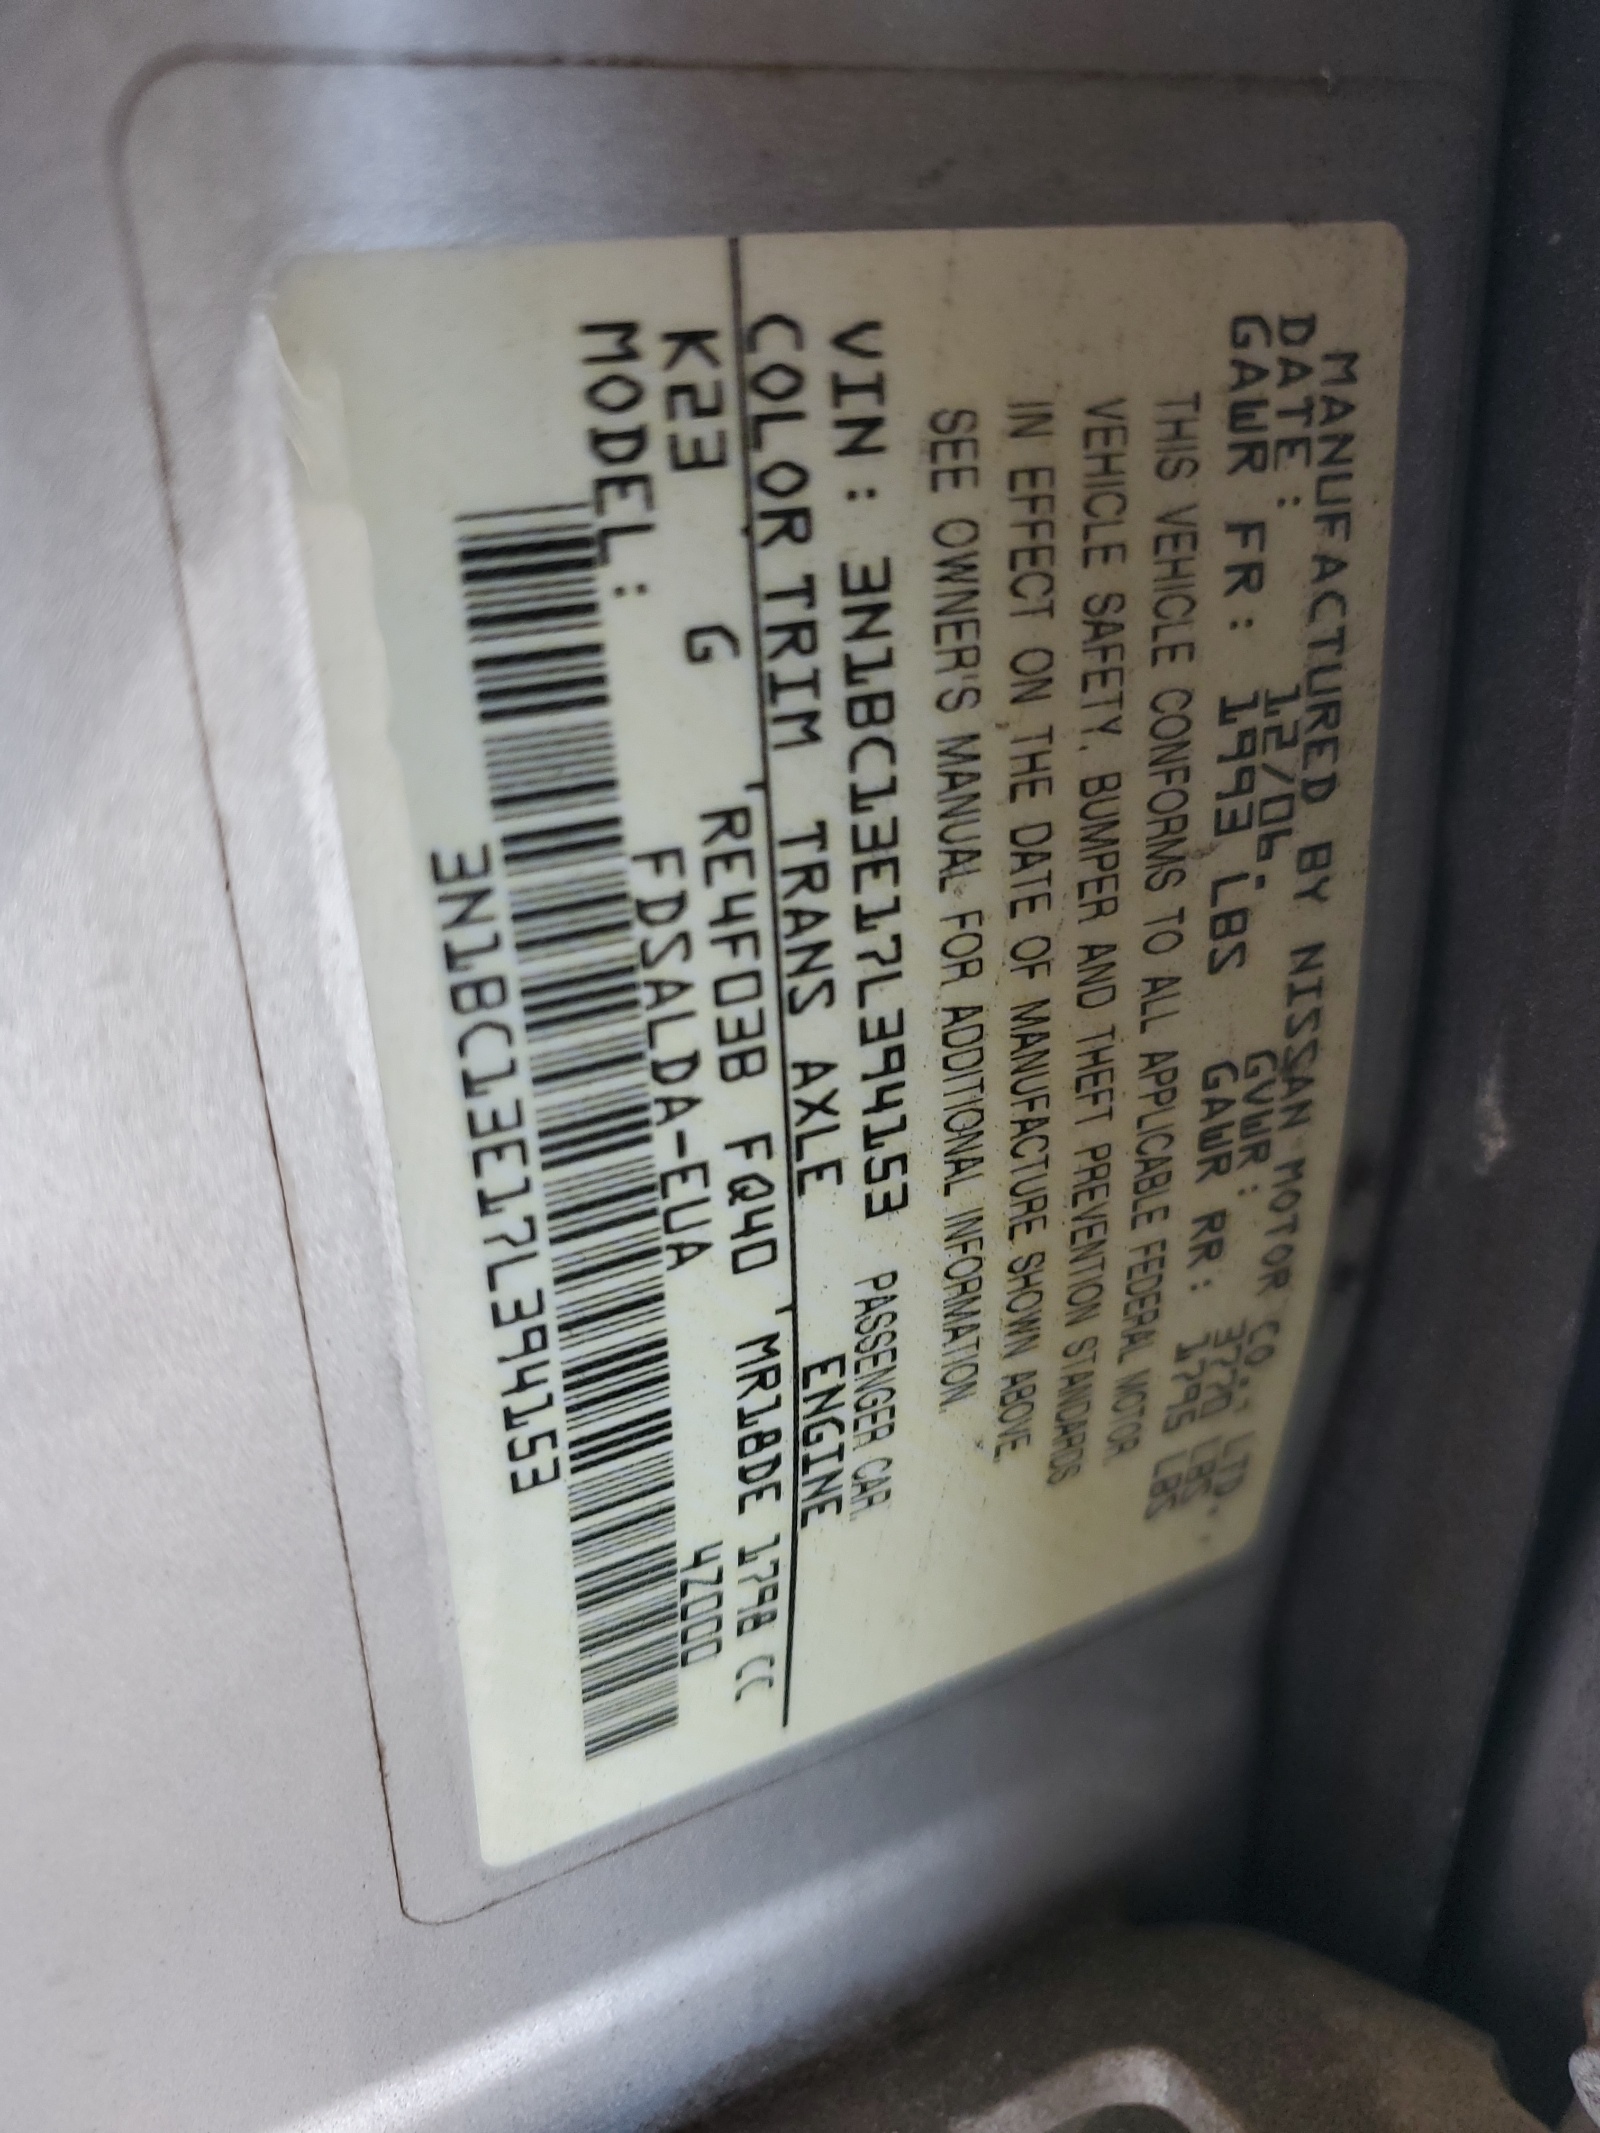 MANUFACTURED BY NISSAN MOTOR CO., LTD.
DATE: 12/06 GVWR: 3770 LBS
GAWR FR: 1993 LBS GAWR RR: 1795 LBS
THIS VEHICLE CONFORMS TO ALL APPLICABLE FEDERAL MOTOR
VEHICLE SAFETY, BUMPER AND THEFT PREVENTION STANDARDS
IN EFFECT ON THE DATE OF MANUFACTURE SHOWN ABOVE.
SEE OWNER'S MANUAL FOR ADDITIONAL INFORMATION.
VIN: 3N1BC13E17L394153 PASSENGER CAR
COLOR TRIM TRANS AXLE ENGINE
K23 G RE4F03B FQ40 MR18DE 1798 CC
MODEL: FDSALDA-EUA 4Z000
3N1BC13E17L394153